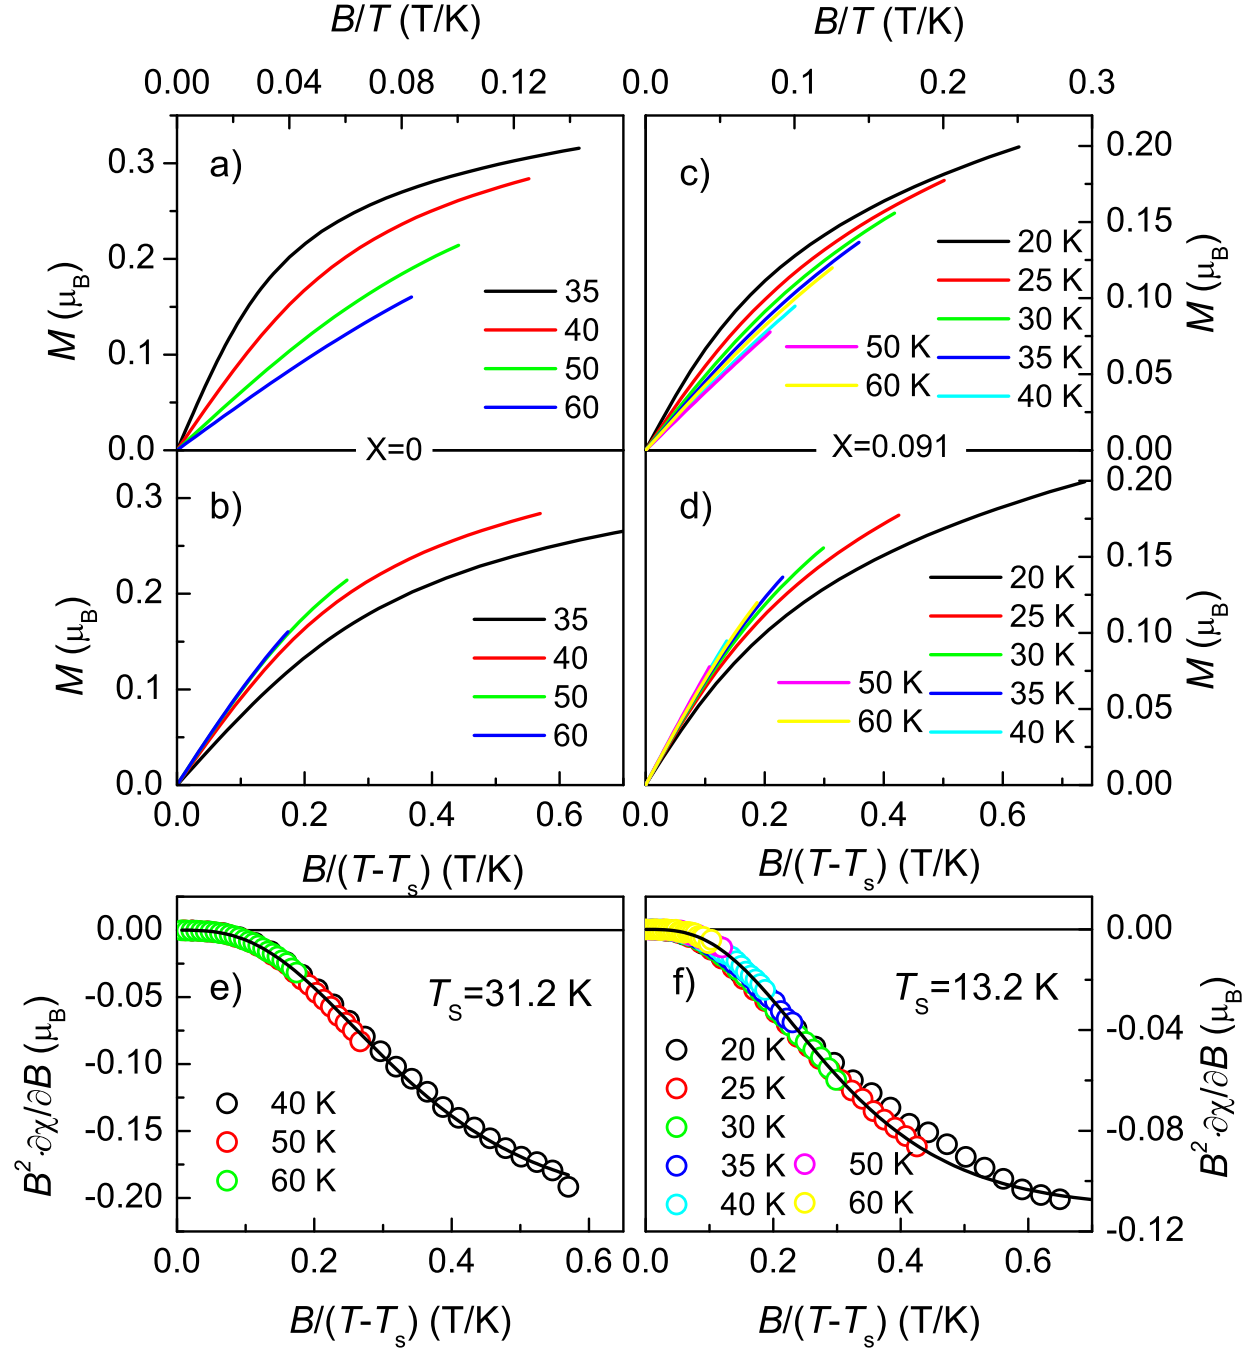 B/T (T/K)
B/T (T/K)
0.00 0.04 0.08 0.12
0.0 0.1 0.2 0.3
a)
0.3
0.2
0.1
0.0
M (μB)
35
40
50
60
X=0
c)
0.20
0.15
0.10
0.05
0.00
M (μB)
20 K
25 K
30 K
35 K
40 K
50 K
60 K
X=0.091
b)
0.3
0.2
0.1
0.0
M (μB)
35
40
50
60
0.0 0.2 0.4 0.6
B/(T-Ts) (T/K)
d)
0.20
0.15
0.10
0.05
0.00
M (μB)
20 K
25 K
30 K
35 K
40 K
50 K
60 K
0.0 0.2 0.4 0.6
B/(T-Ts) (T/K)
e)
TS=31.2 K
0.00
-0.05
-0.10
-0.15
-0.20
B²·∂χ/∂B (μB)
40 K
50 K
60 K
0.0 0.2 0.4 0.6
B/(T-Ts) (T/K)
f)
TS=13.2 K
0.00
-0.04
-0.08
-0.12
B²·∂χ/∂B (μB)
20 K
25 K
30 K
35 K
40 K
50 K
60 K
0.0 0.2 0.4 0.6
B/(T-Ts) (T/K)